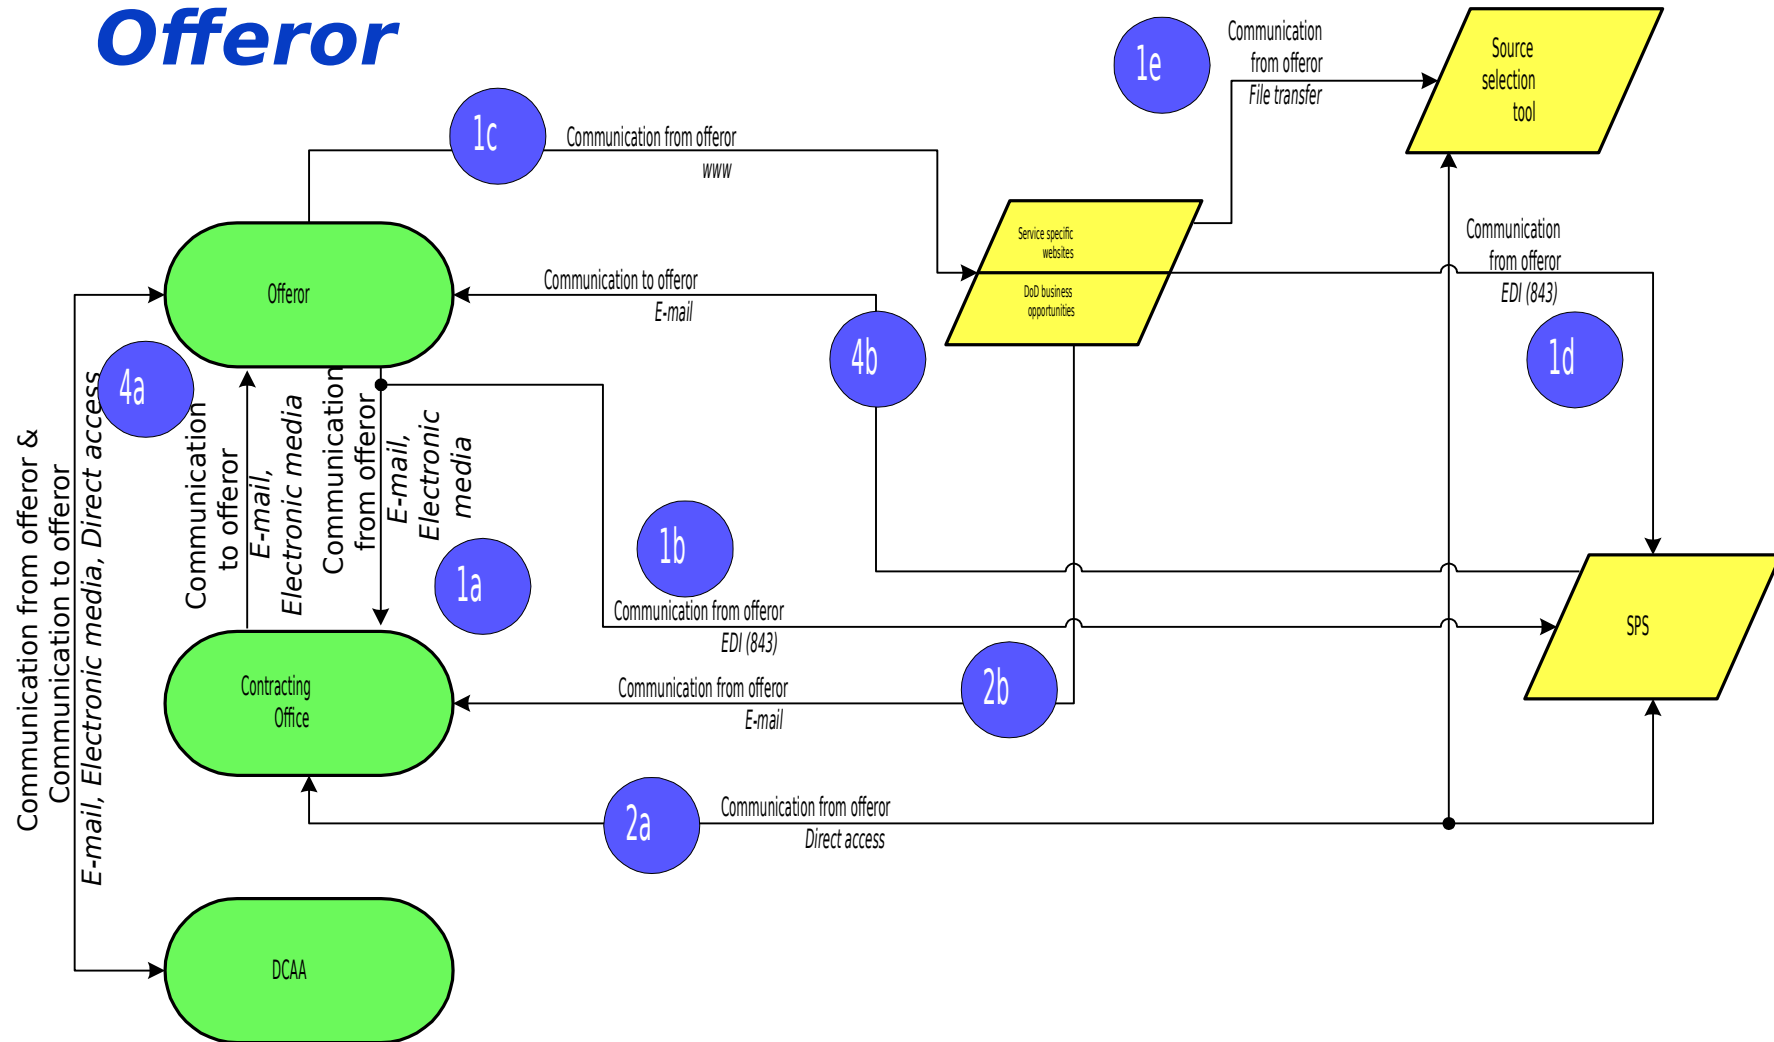 Offeror
1e
Communication
from offeror
File transfer
Source
selection
tool
1c
Communication from offeror
www
Service specific
websites
DoD business
opportunities
Communication
from offeror
EDI (843)
1d
Offeror
Communication to offeror
E-mail
4b
4a
Communication from offeror &
Communication to offeror
E-mail, Electronic media, Direct access
Communication
to offeror
E-mail,
Electronic media
Communication
from offeror
E-mail,
Electronic
media
1a
1b
Communication from offeror
EDI (843)
SPS
Contracting
Office
Communication from offeror
E-mail
2b
2a
Communication from offeror
Direct access
DCAA